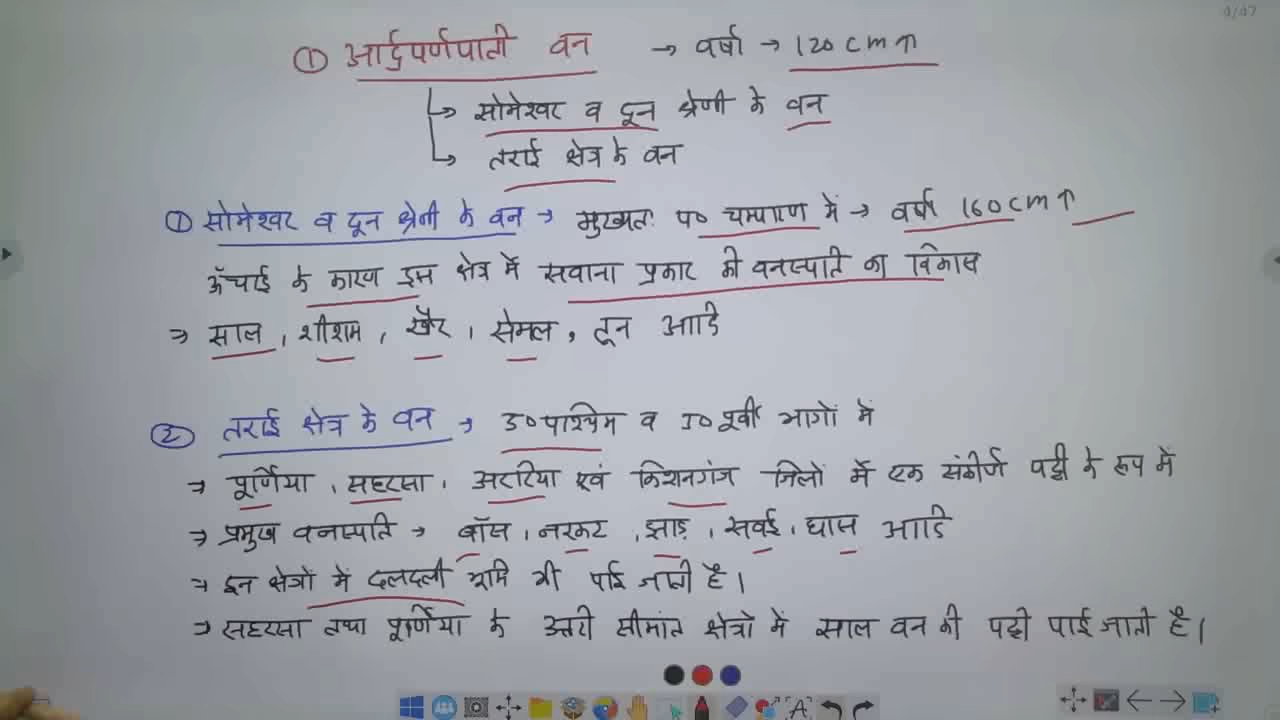 4/47
① आर्द्रपर्णपाती वन → वर्षा → 120 cm ↑
↳ सोमेश्वर व दून श्रेणी के वन
↳ तराई क्षेत्र के वन
① सोमेश्वर व दून श्रेनी के वन → मुख्यतः प० चम्पारण में → वर्षा 160 cm ↑
ऊँचाई के कारण इस क्षेत्र में सवाना प्रकार की वनस्पति का विकास
→ साल, शीशम, खैर, सेमल, तून आदि
② तराई क्षेत्र के वन → उ० पश्चिम व उ० पूर्वी भागों में
→ पूर्णिया, सहरसा, अररिया एवं किशनगंज जिलों में एक संकीर्ण पट्टी के रूप में
→ प्रमुख वनस्पति → बाँस, नरकट, झाड़, सवई, घास आदि
→ इन क्षेत्रों में दलदली भूमि भी पाई जाती है।
→ सहरसा तथा पूर्णिया के उत्तरी सीमांत क्षेत्रों में साल वन की पट्टी पाई जाती है।